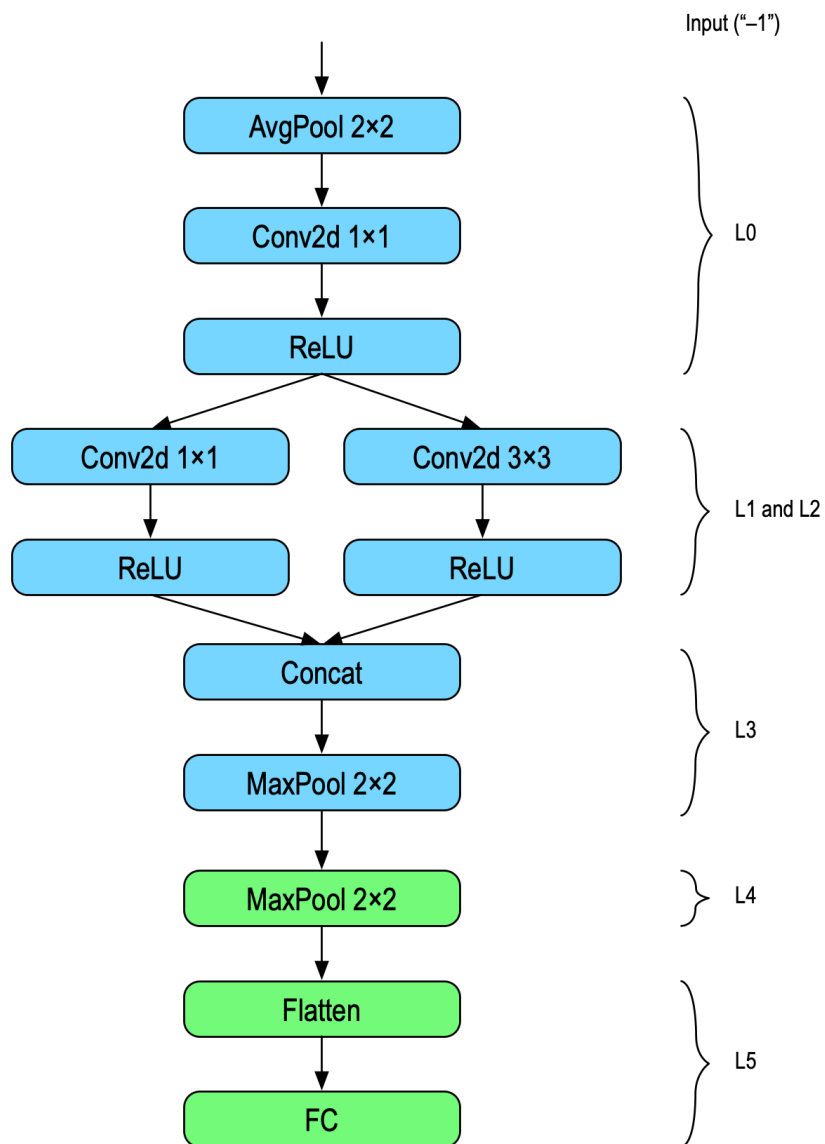 Input (“–1”)
AvgPool 2×2
Conv2d 1×1
L0
ReLU
Conv2d 1×1
Conv2d 3×3
L1 and L2
ReLU
ReLU
Concat
L3
MaxPool 2×2
MaxPool 2×2
L4
Flatten
L5
FC